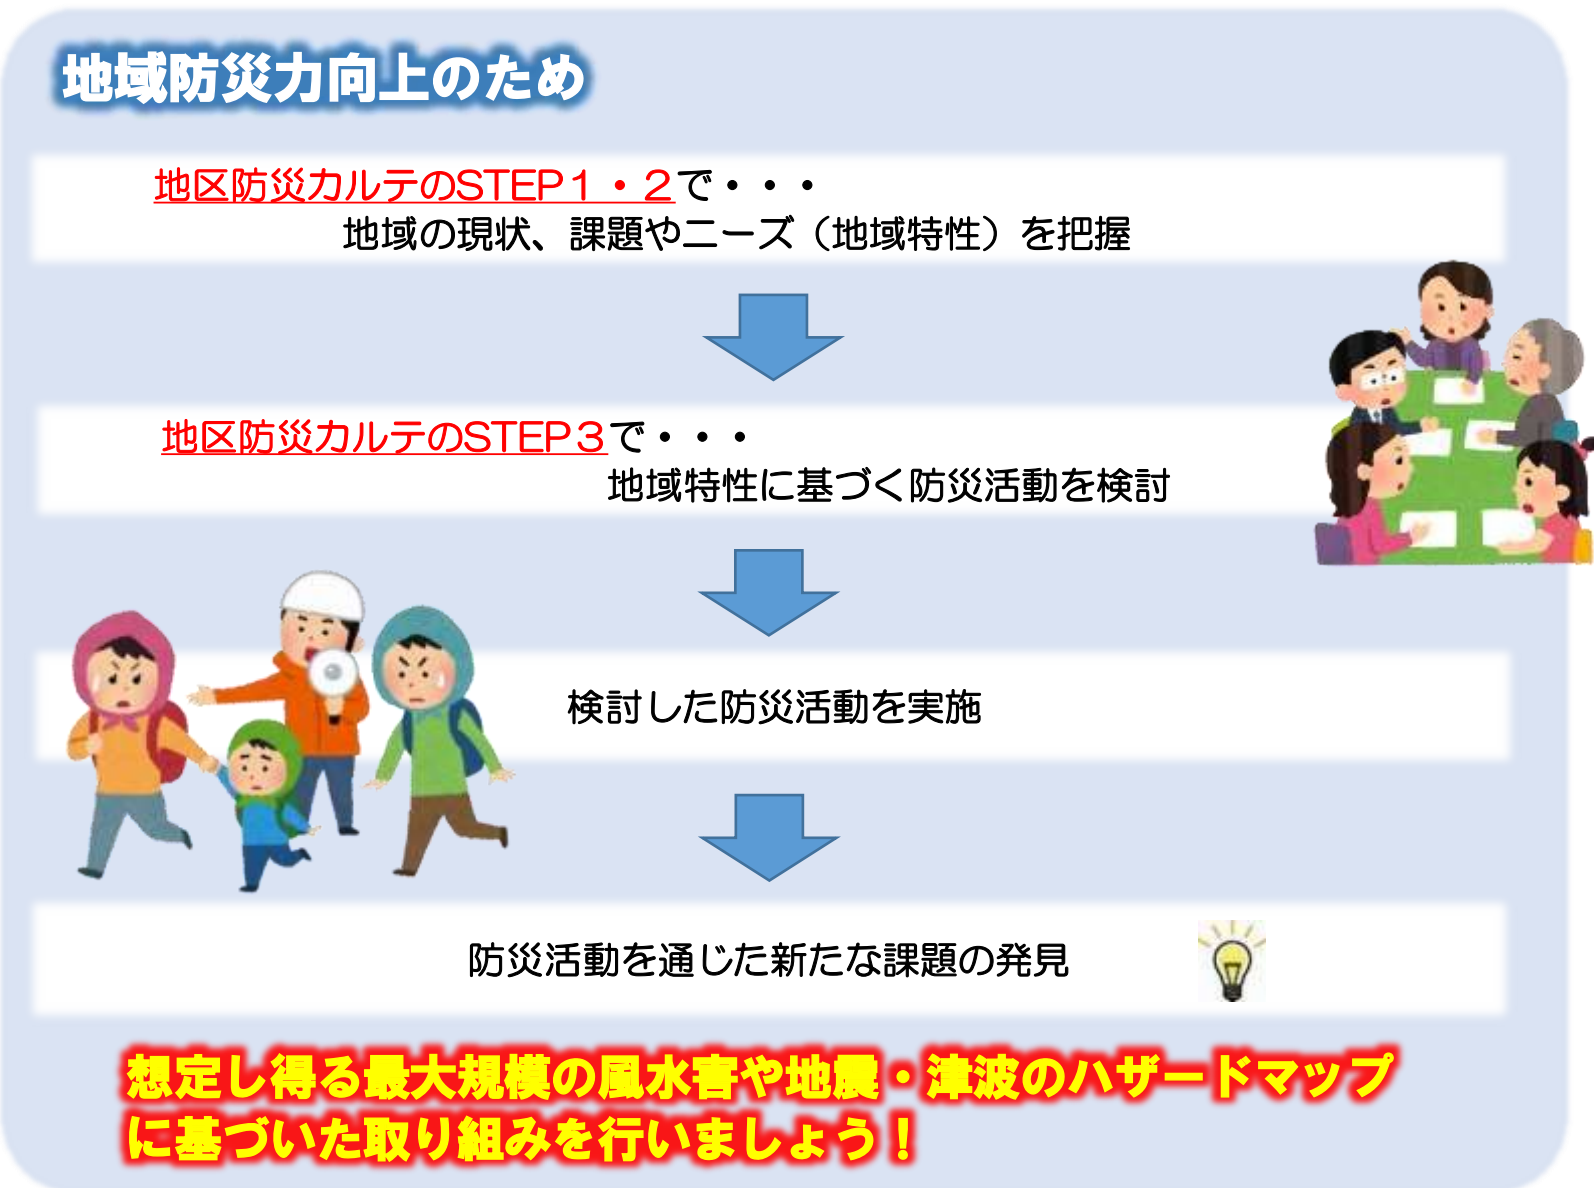 地域防災力向上のため
地区防災カルテのSTEP１・２で・・・
地域の現状、課題やニーズ（地域特性）を把握
地区防災カルテのSTEP３で・・・
地域特性に基づく防災活動を検討
検討した防災活動を実施
防災活動を通じた新たな課題の発見
想定し得る最大規模の風水害や地震・津波のハザードマップ
に基づいた取り組みを行いましょう！